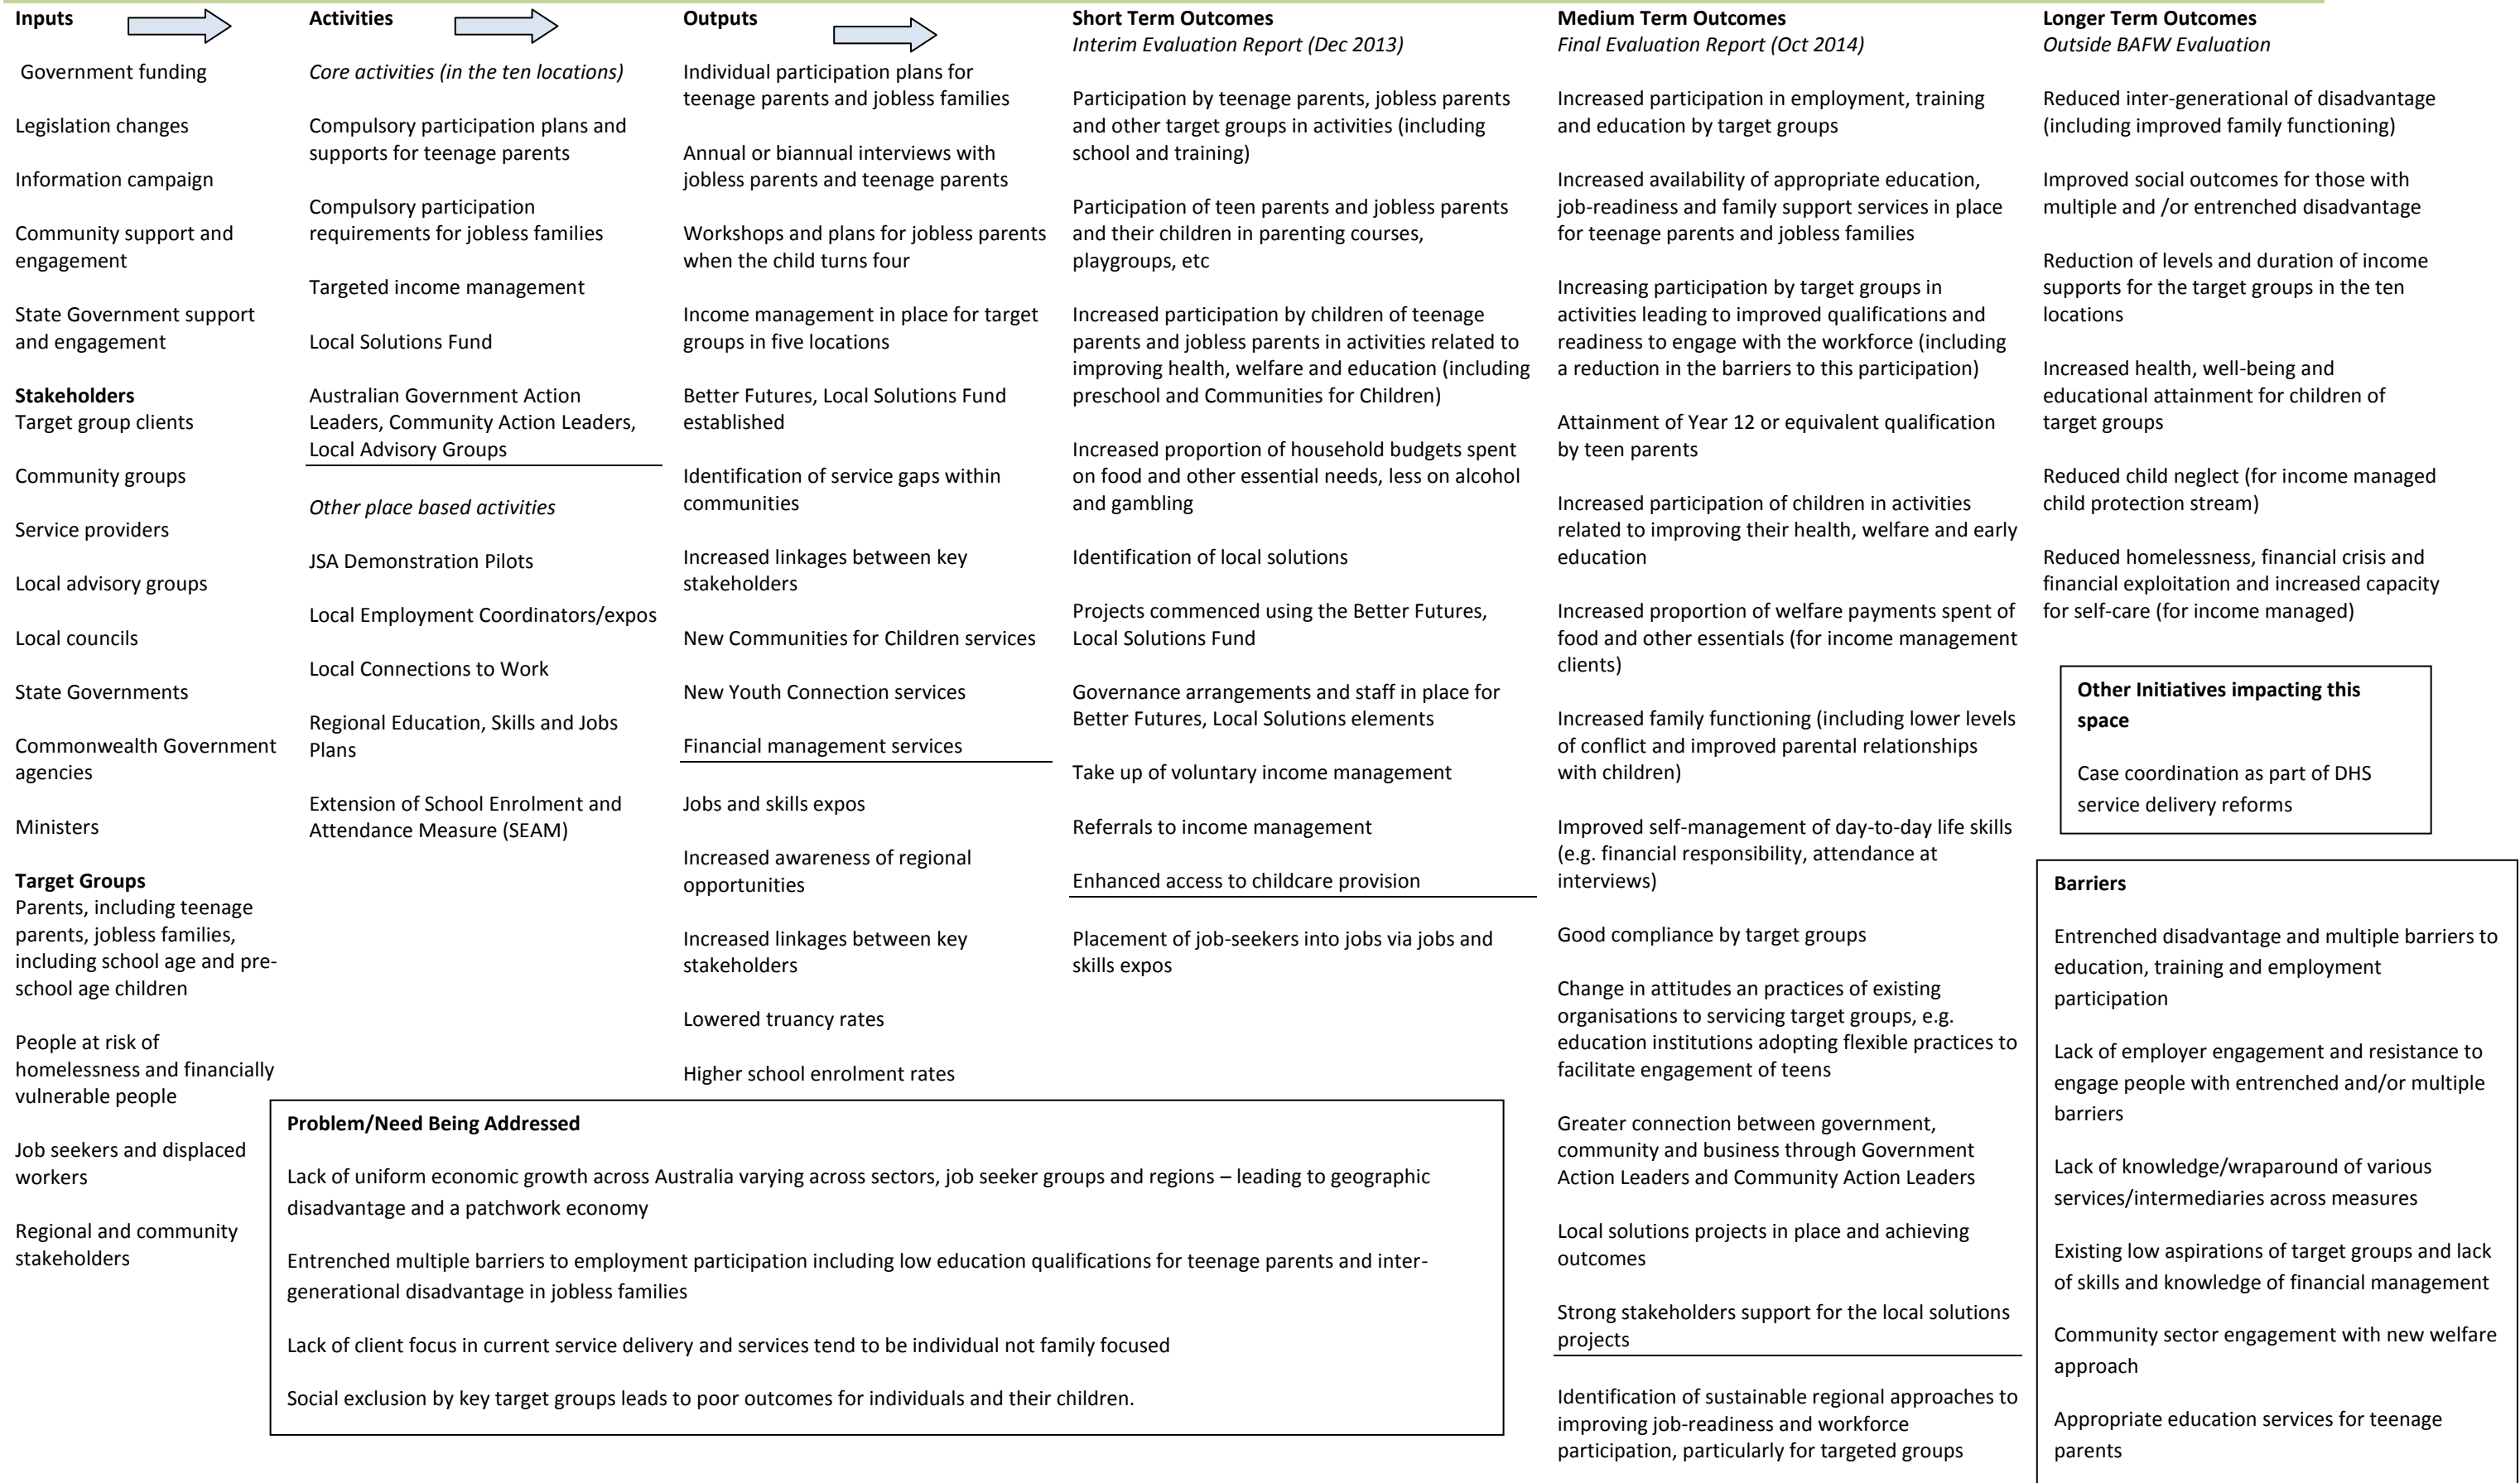 Inputs
Government funding
Legislation changes
Information campaign
Community support and
engagement
State Government support
and engagement
Stakeholders
Target group clients
Community groups
Service providers
Local advisory groups
Local councils
State Governments
Commonwealth Government
agencies
Ministers
Target Groups
Parents, including teenage
parents, jobless families,
including school age and pre-
school age children
People at risk of
homelessness and financially
vulnerable people
Job seekers and displaced
workers
Regional and community
stakeholders
Activities
Core activities (in the ten locations)
Compulsory participation plans and
supports for teenage parents
Compulsory participation
requirements for jobless families
Targeted income management
Local Solutions Fund
Australian Government Action
Leaders, Community Action Leaders,
Local Advisory Groups
Other place based activities
JSA Demonstration Pilots
Local Employment Coordinators/expos
Local Connections to Work
Regional Education, Skills and Jobs
Plans
Extension of School Enrolment and
Attendance Measure (SEAM)
Outputs
Individual participation plans for
teenage parents and jobless families
Annual or biannual interviews with
jobless parents and teenage parents
Workshops and plans for jobless parents
when the child turns four
Income management in place for target
groups in five locations
Better Futures, Local Solutions Fund
established
Identification of service gaps within
communities
Increased linkages between key
stakeholders
New Communities for Children services
New Youth Connection services
Financial management services
Jobs and skills expos
Increased awareness of regional
opportunities
Increased linkages between key
stakeholders
Lowered truancy rates
Higher school enrolment rates
Short Term Outcomes
Interim Evaluation Report (Dec 2013)
Participation by teenage parents, jobless parents
and other target groups in activities (including
school and training)
Participation of teen parents and jobless parents
and their children in parenting courses,
playgroups, etc
Increased participation by children of teenage
parents and jobless parents in activities related to
improving health, welfare and education (including
preschool and Communities for Children)
Increased proportion of household budgets spent
on food and other essential needs, less on alcohol
and gambling
Identification of local solutions
Projects commenced using the Better Futures,
Local Solutions Fund
Governance arrangements and staff in place for
Better Futures, Local Solutions elements
Take up of voluntary income management
Referrals to income management
Enhanced access to childcare provision
Placement of job-seekers into jobs via jobs and
skills expos
Problem/Need Being Addressed
Lack of uniform economic growth across Australia varying across sectors, job seeker groups and regions – leading to geographic
disadvantage and a patchwork economy
Entrenched multiple barriers to employment participation including low education qualifications for teenage parents and inter-
generational disadvantage in jobless families
Lack of client focus in current service delivery and services tend to be individual not family focused
Social exclusion by key target groups leads to poor outcomes for individuals and their children.
Medium Term Outcomes
Final Evaluation Report (Oct 2014)
Increased participation in employment, training
and education by target groups
Increased availability of appropriate education,
job-readiness and family support services in place
for teenage parents and jobless families
Increasing participation by target groups in
activities leading to improved qualifications and
readiness to engage with the workforce (including
a reduction in the barriers to this participation)
Attainment of Year 12 or equivalent qualification
by teen parents
Increased participation of children in activities
related to improving their health, welfare and early
education
Increased proportion of welfare payments spent of
food and other essentials (for income management
clients)
Increased family functioning (including lower levels
of conflict and improved parental relationships
with children)
Improved self-management of day-to-day life skills
(e.g. financial responsibility, attendance at
interviews)
Good compliance by target groups
Change in attitudes an practices of existing
organisations to servicing target groups, e.g.
education institutions adopting flexible practices to
facilitate engagement of teens
Greater connection between government,
community and business through Government
Action Leaders and Community Action Leaders
Local solutions projects in place and achieving
outcomes
Strong stakeholders support for the local solutions
projects
Identification of sustainable regional approaches to
improving job-readiness and workforce
participation, particularly for targeted groups
Longer Term Outcomes
Outside BAFW Evaluation
Reduced inter-generational of disadvantage
(including improved family functioning)
Improved social outcomes for those with
multiple and /or entrenched disadvantage
Reduction of levels and duration of income
supports for the target groups in the ten
locations
Increased health, well-being and
educational attainment for children of
target groups
Reduced child neglect (for income managed
child protection stream)
Reduced homelessness, financial crisis and
financial exploitation and increased capacity
for self-care (for income managed)
Other Initiatives impacting this
space
Case coordination as part of DHS
service delivery reforms
Barriers
Entrenched disadvantage and multiple barriers to
education, training and employment
participation
Lack of employer engagement and resistance to
engage people with entrenched and/or multiple
barriers
Lack of knowledge/wraparound of various
services/intermediaries across measures
Existing low aspirations of target groups and lack
of skills and knowledge of financial management
Community sector engagement with new welfare
approach
Appropriate education services for teenage
parents